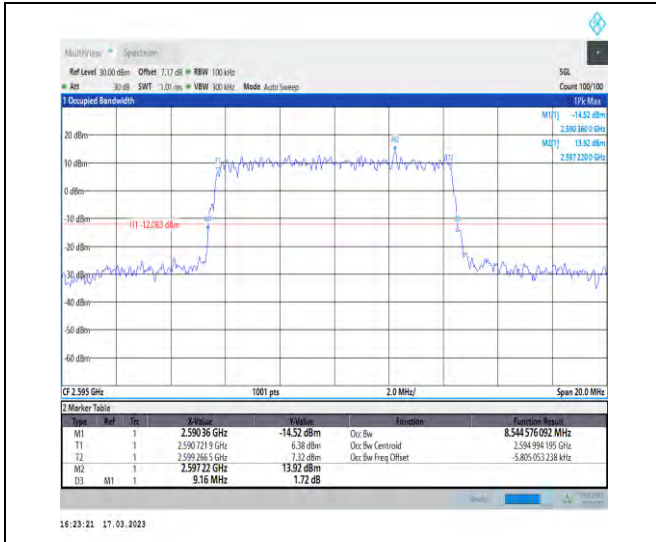 MultiView Spectrum
Ref Level 30.00 dBm Offset 7.17 dB RBW 100 kHz SGL
Att 30 dB SWT 1.01 ms VBW 300 kHz Mode Auto Sweep Count 100/100
1 Occupied Bandwidth 1Pk Max
M1[1] -14.52 dBm
2.590 360 0 GHz
M2[1] 13.92 dBm
2.597 220 0 GHz
20 dBm
M2
T1 T2
10 dBm
0 dBm
-10 dBm
H1 -12.083 dBm
M1
D3
-30 dBm
-40 dBm
-50 dBm
-60 dBm
CF 2.595 GHz 1001 pts 2.0 MHz/ Span 20.0 MHz
2 Marker Table
Type Ref Trc X-Value Y-Value Function Function Result
M1 1 2.590 36 GHz -14.52 dBm Occ Bw 8.544 576 092 MHz
T1 1 2.590 721 9 GHz 6.38 dBm Occ Bw Centroid 2.594 994 195 GHz
T2 1 2.599 266 5 GHz 7.32 dBm Occ Bw Freq Offset -5.805 053 238 kHz
M2 1 2.597 22 GHz 13.92 dBm
D3 M1 1 9.16 MHz 1.72 dB
16:23:21 17.03.2023